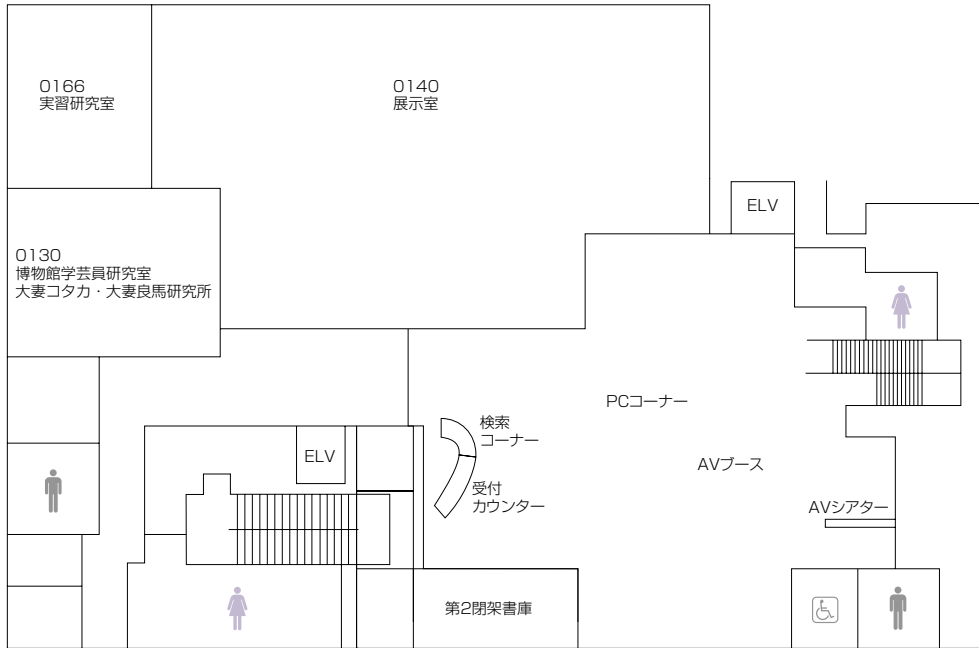 0166
実習研究室
0140
展示室
ELV
0130
博物館学芸員研究室
大妻コタカ・大妻良馬研究所
PCコーナー
検索
コーナー
ELV
AVブース
受付
カウンター
AVシアター
第2閉架書庫